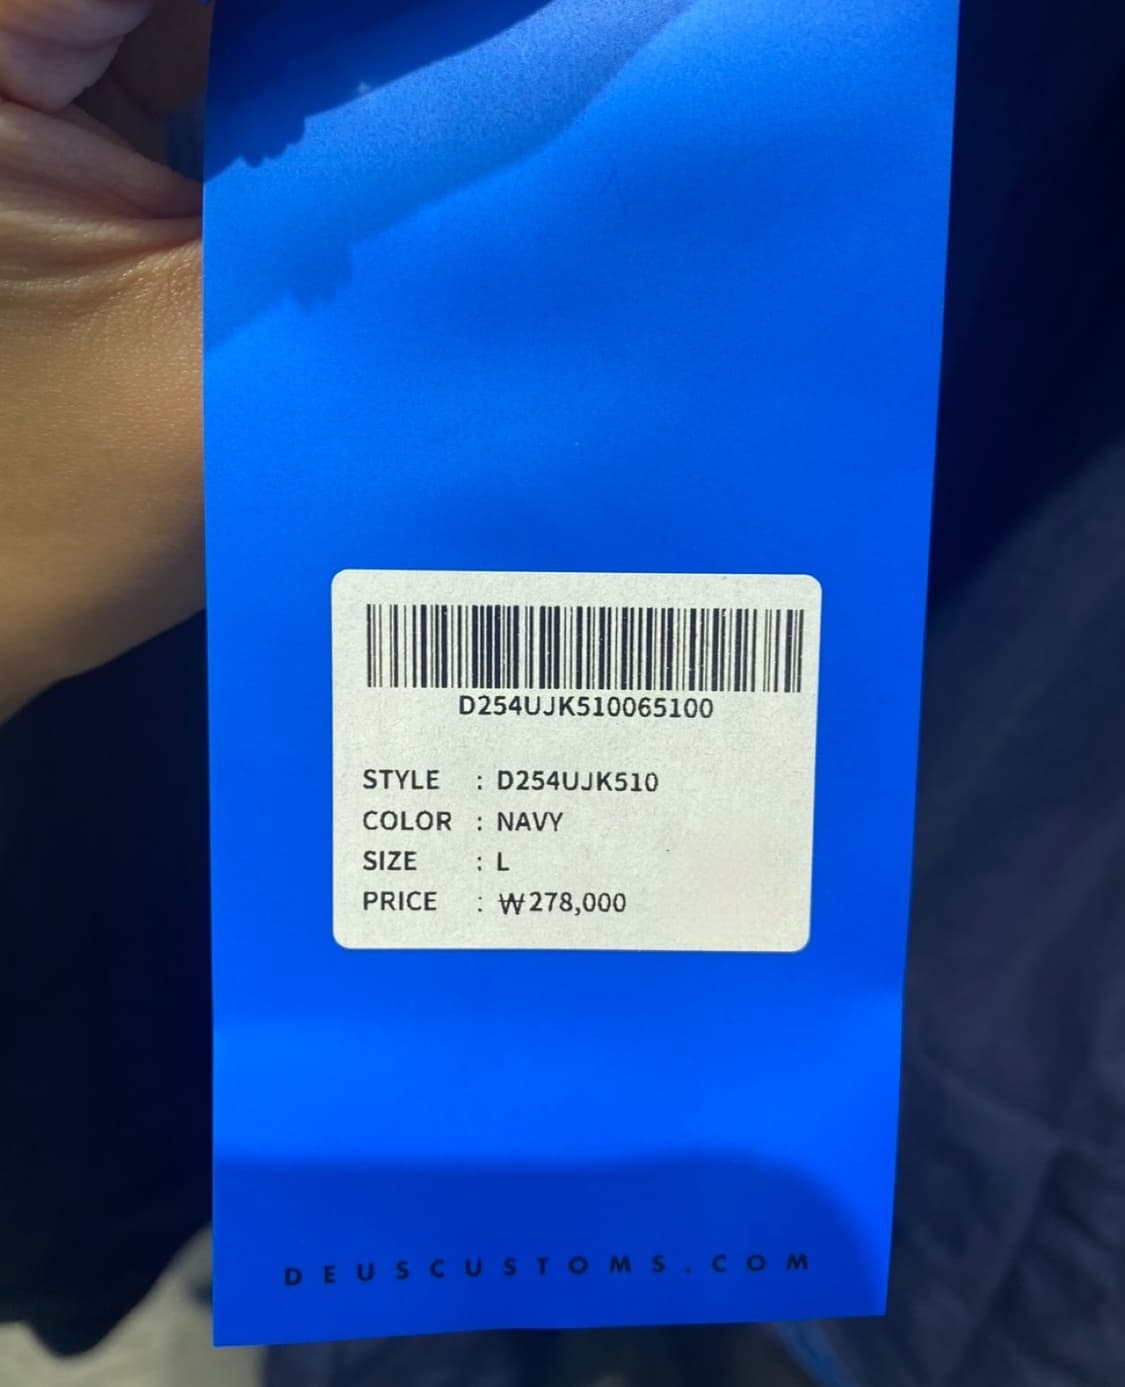 D254UJK510065100
STYLE : D254UJK510
COLOR : NAVY
SIZE : L
PRICE : ₩278,000
DEUSCUSTOMS.COM